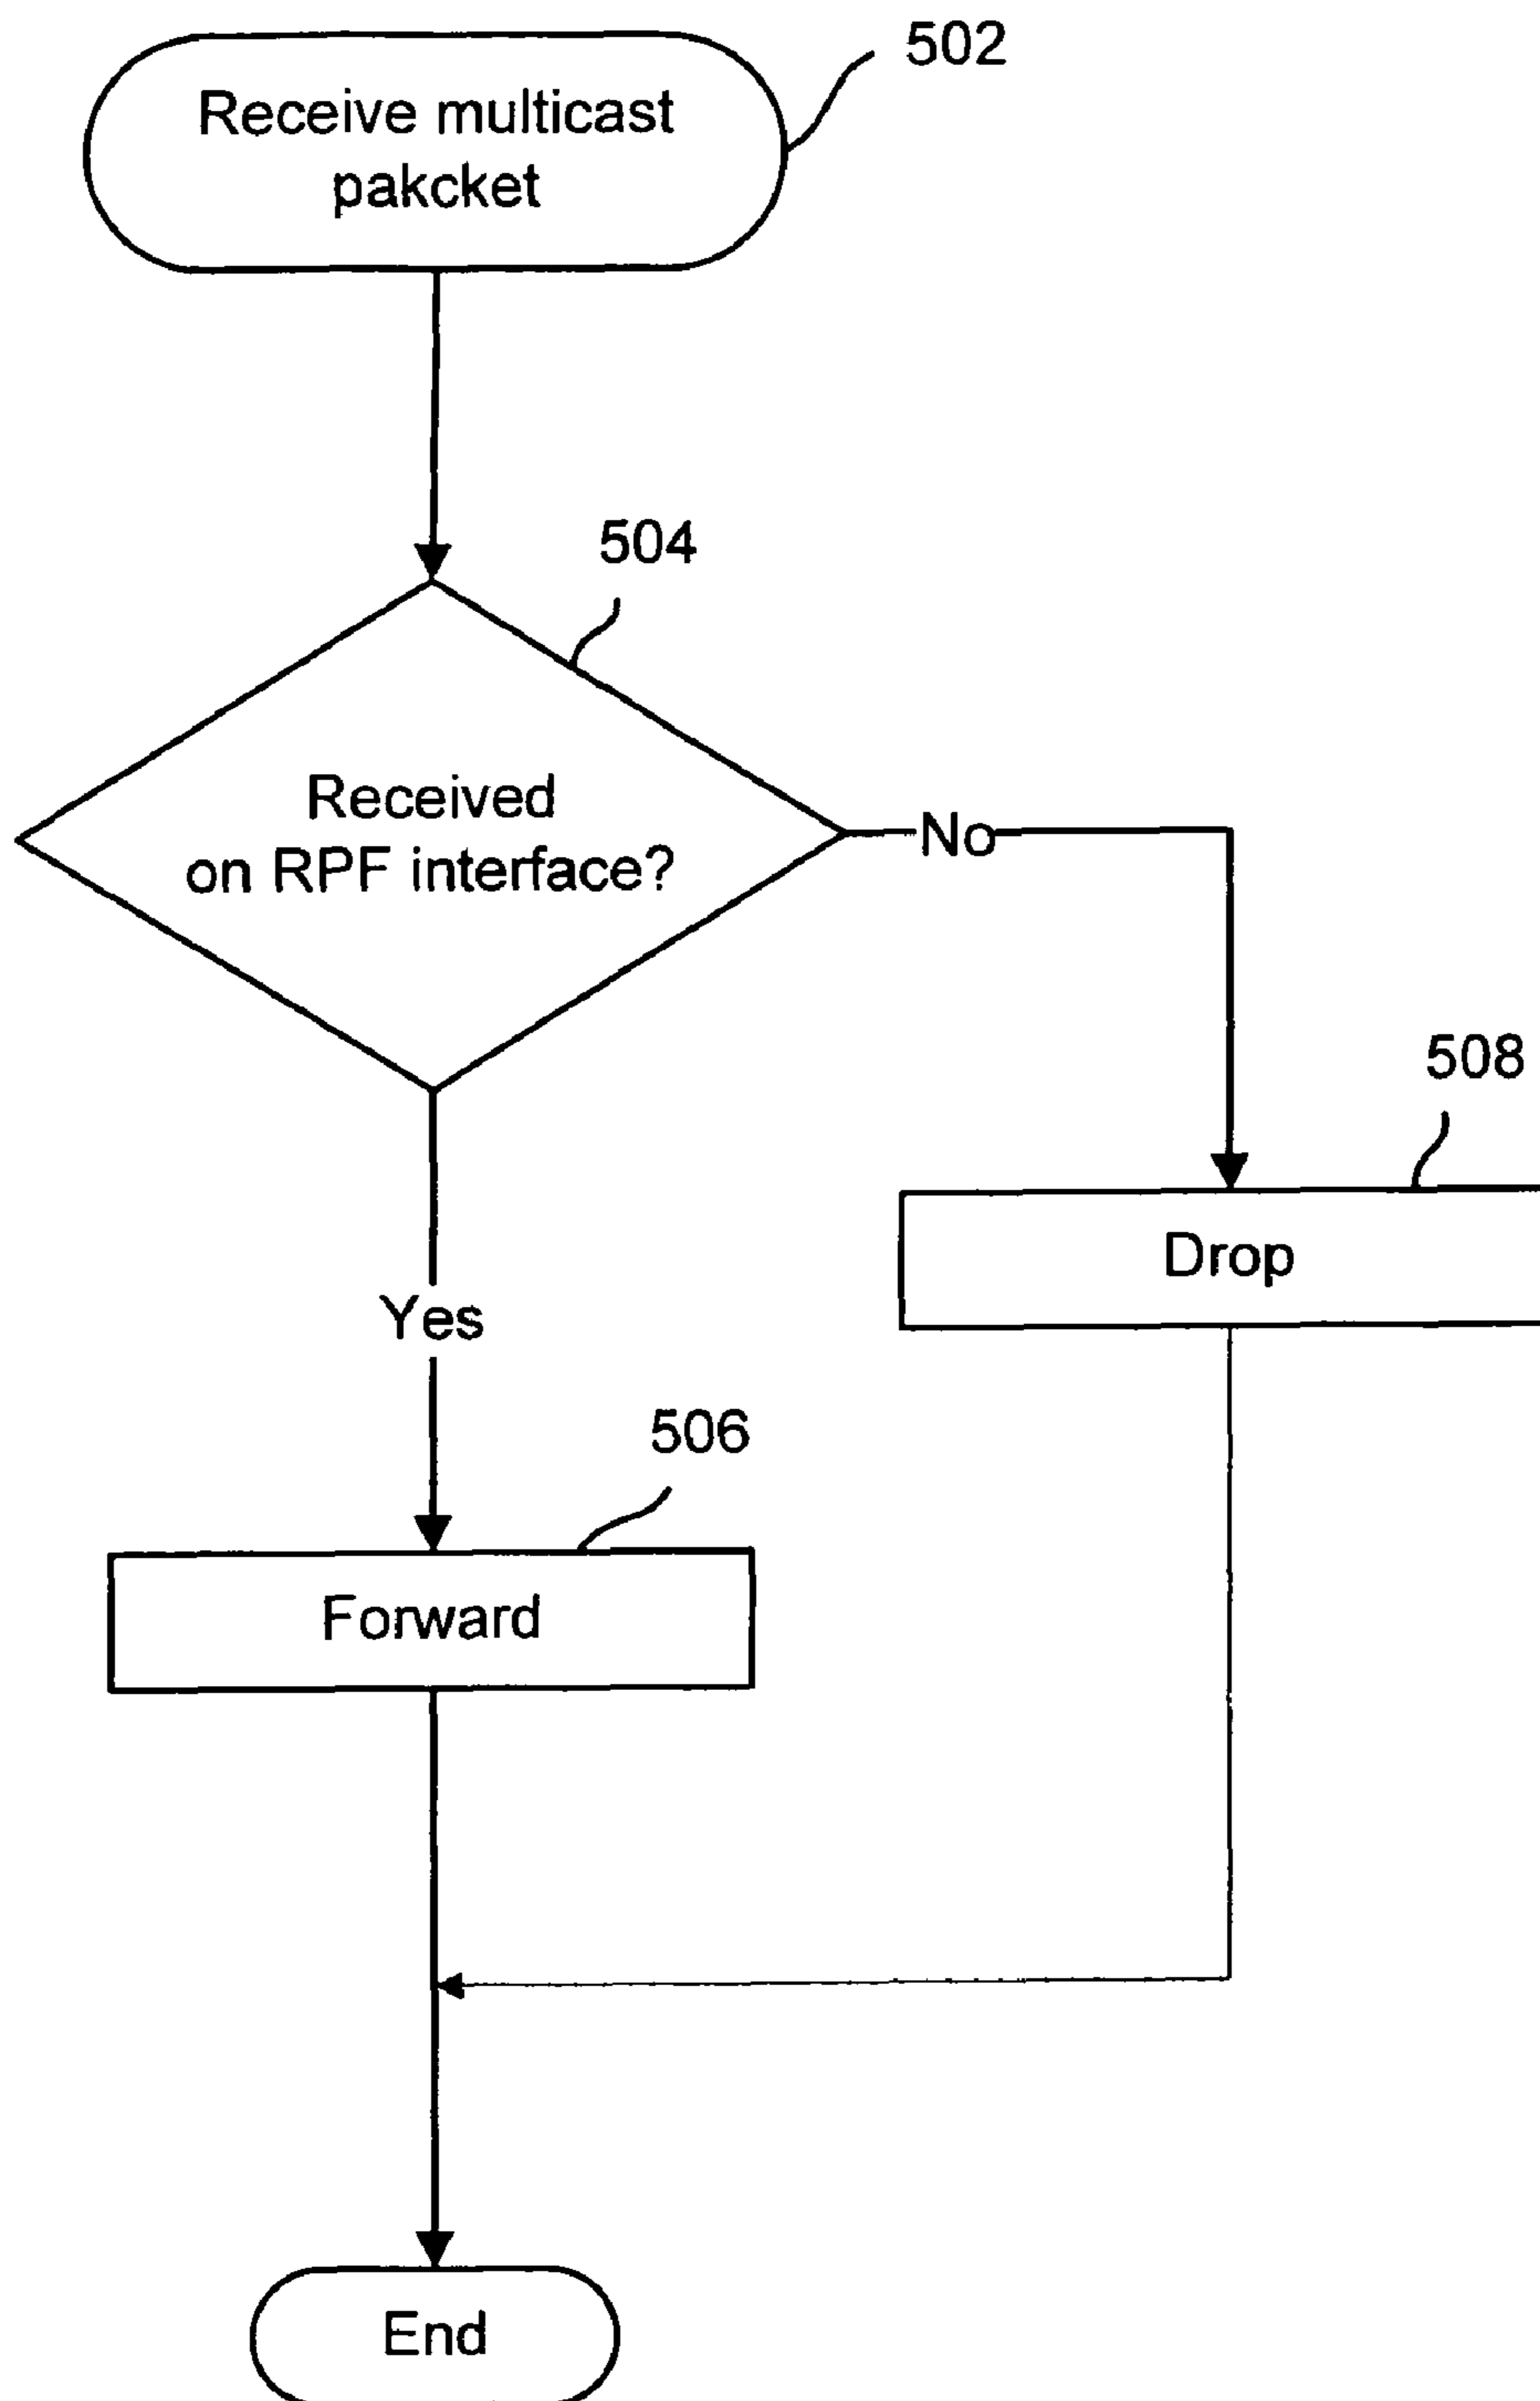 502
Receive multicast
pakcket
504
Received
on RPF interface?
No
508
Drop
Yes
506
Forward
End